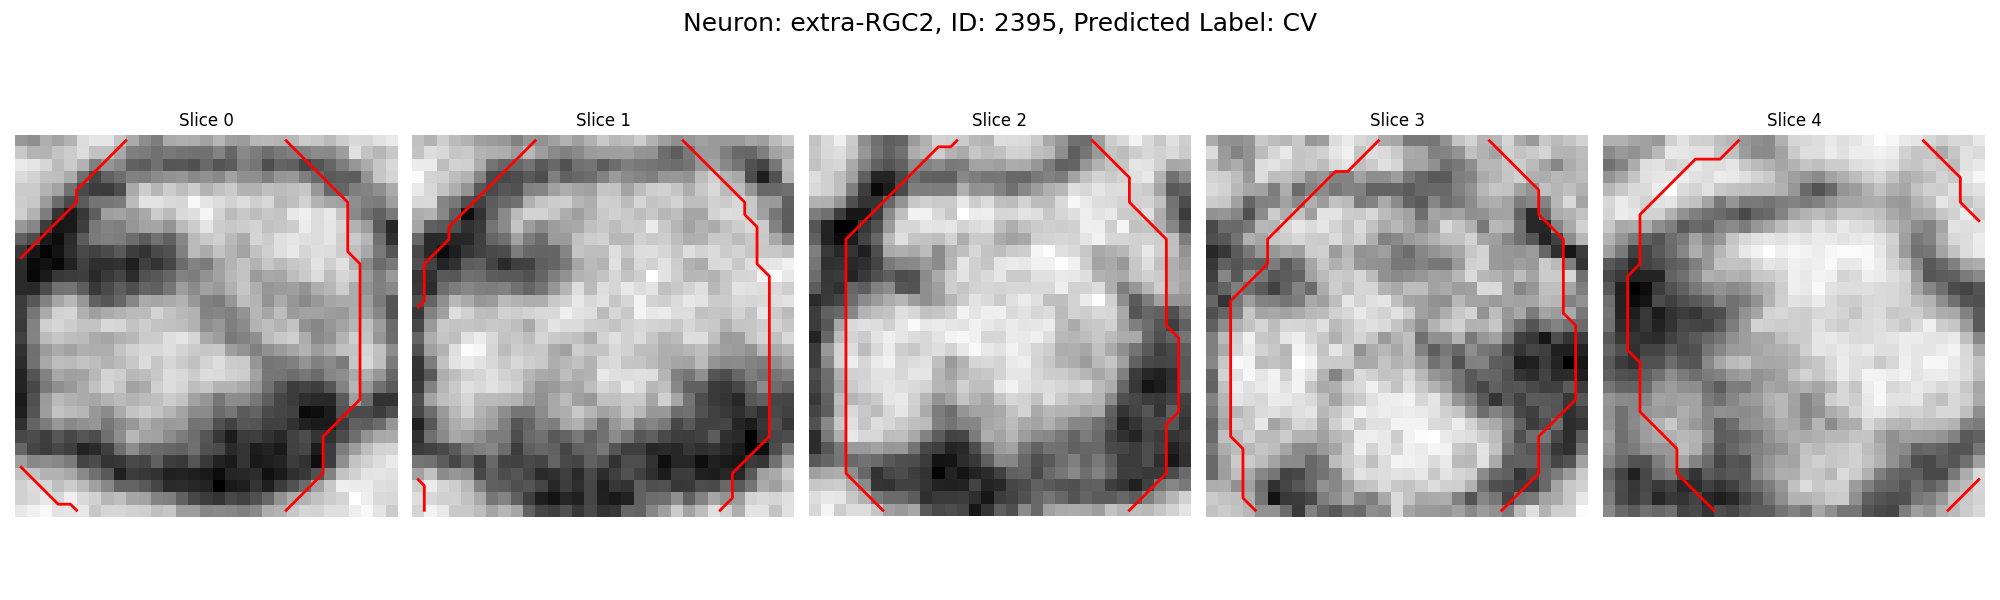 Neuron: extra-RGC2, ID: 2395, Predicted Label: CV
Slice 0
Slice 1
Slice 2
Slice 3
Slice 4